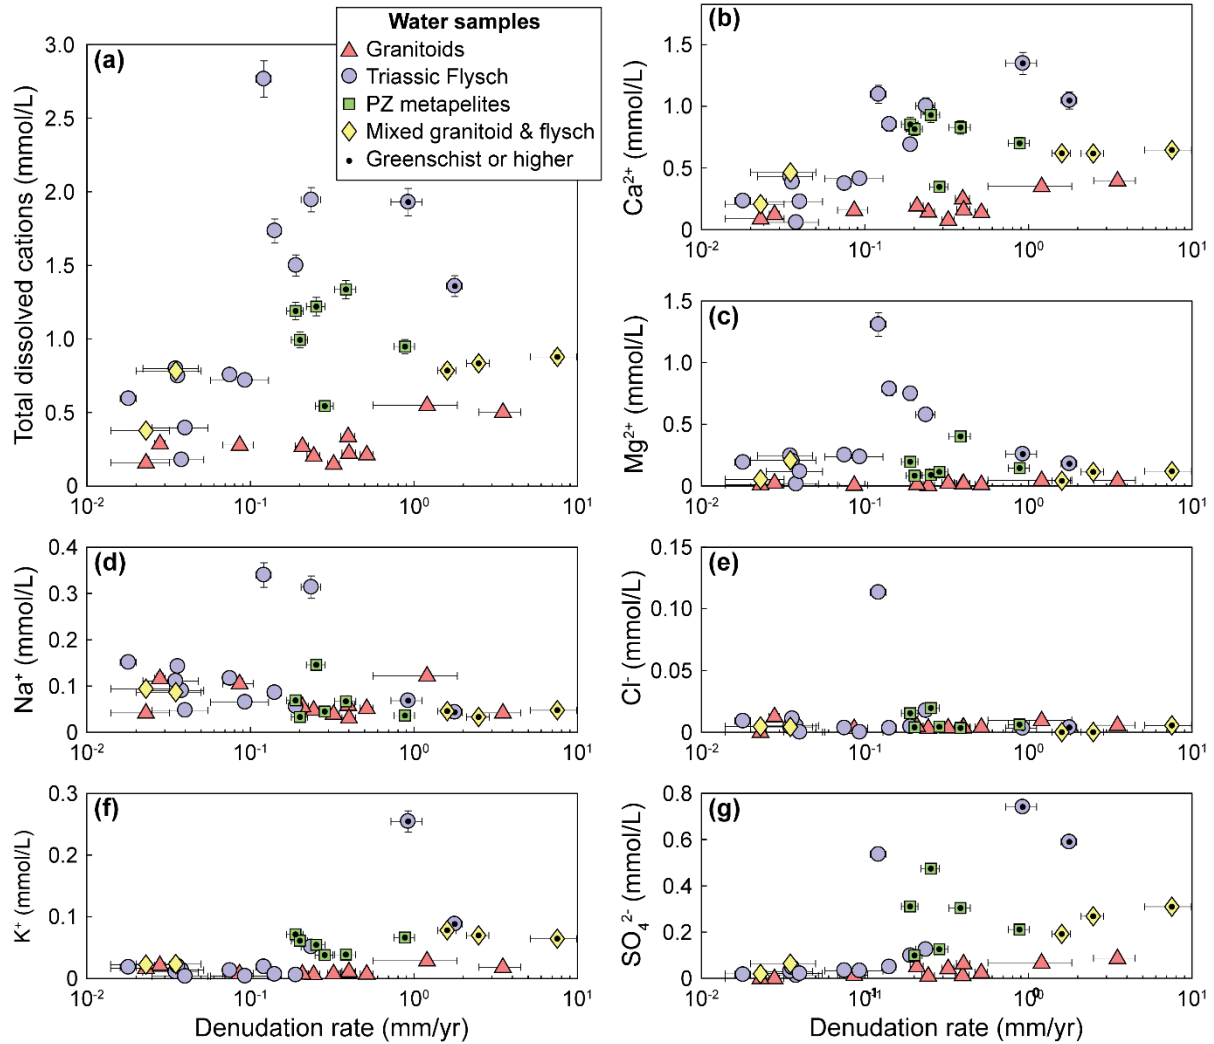 Water samples
Granitoids
Triassic Flysch
PZ metapelites
Mixed granitoid & flysch
Greenschist or higher
(a)
Total dissolved cations (mmol/L)
3.0
2.5
2.0
1.5
1.0
0.5
0
10⁻² 10⁻¹ 10⁰ 10¹
(b)
Ca²⁺ (mmol/L)
1.5
1.0
0.5
0
10⁻² 10⁻¹ 10⁰ 10¹
(c)
Mg²⁺ (mmol/L)
1.5
1.0
0.5
0
10⁻² 10⁻¹ 10⁰ 10¹
(d)
Na⁺ (mmol/L)
0.4
0.3
0.2
0.1
0
10⁻² 10⁻¹ 10⁰ 10¹
(e)
Cl⁻ (mmol/L)
0.15
0.10
0.05
0
10⁻² 10⁻¹ 10⁰ 10¹
(f)
K⁺ (mmol/L)
0.3
0.2
0.1
0
10⁻² 10⁻¹ 10⁰ 10¹
Denudation rate (mm/yr)
(g)
SO₄²⁻ (mmol/L)
0.8
0.6
0.4
0.2
0
10⁻² 10⁻¹ 10⁰ 10¹
Denudation rate (mm/yr)